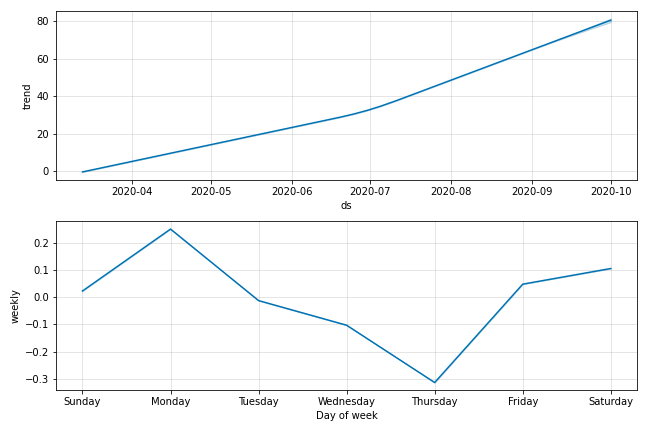 80
60
40
20
0
trend
2020-04 2020-05 2020-06 2020-07 2020-08 2020-09 2020-10
ds
0.2
0.1
0.0
−0.1
−0.2
−0.3
weekly
Sunday Monday Tuesday Wednesday Thursday Friday Saturday
Day of week